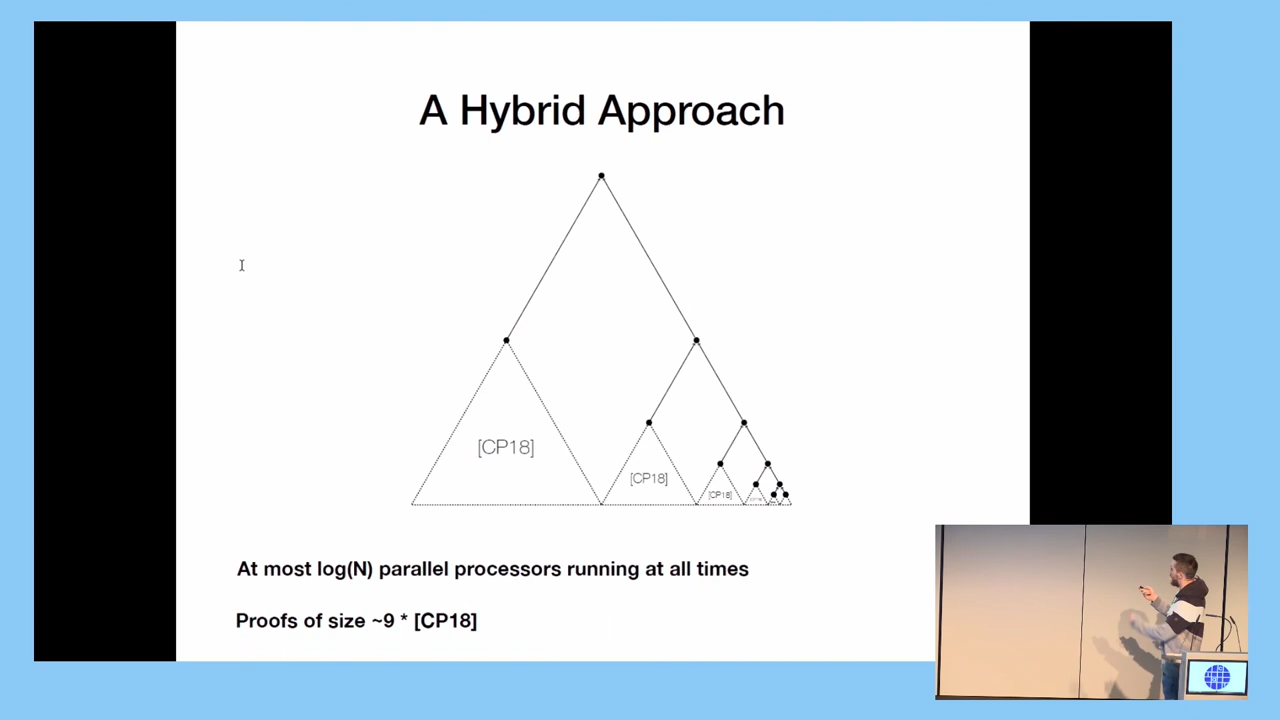 A Hybrid Approach
[CP18]
[CP18]
[CP18]
At most log(N) parallel processors running at all times
Proofs of size ~9 * [CP18]